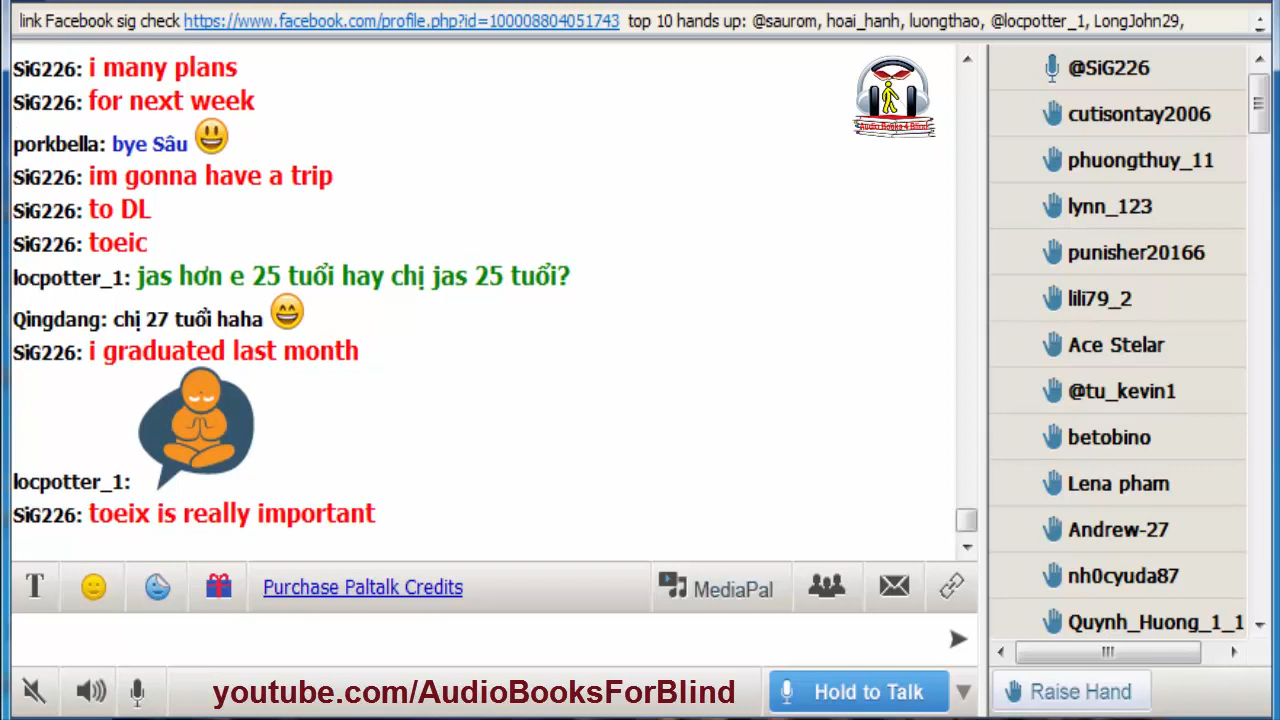 link Facebook sig check https://www.facebook.com/profile.php?id=100008804051743 top 10 hands up: @saurom, hoai_hanh, luongthao, @locpotter_1, LongJohn29,
SiG226: i many plans
SiG226: for next week
porkbella: bye Sâu
SiG226: im gonna have a trip
SiG226: to DL
SiG226: toeic
locpotter_1: jas hơn e 25 tuổi hay chị jas 25 tuổi?
Qingdang: chị 27 tuổi haha
SiG226: i graduated last month
locpotter_1:
SiG226: toeix is really important
Audio Books 4 Blind
@SiG226
cutisontay2006
phuongthuy_11
lynn_123
punisher20166
lili79_2
Ace Stelar
@tu_kevin1
betobino
Lena pham
Andrew-27
nh0cyuda87
Quynh_Huong_1_1
T
Purchase Paltalk Credits
MediaPal
youtube.com/AudioBooksForBlind
Hold to Talk
Raise Hand